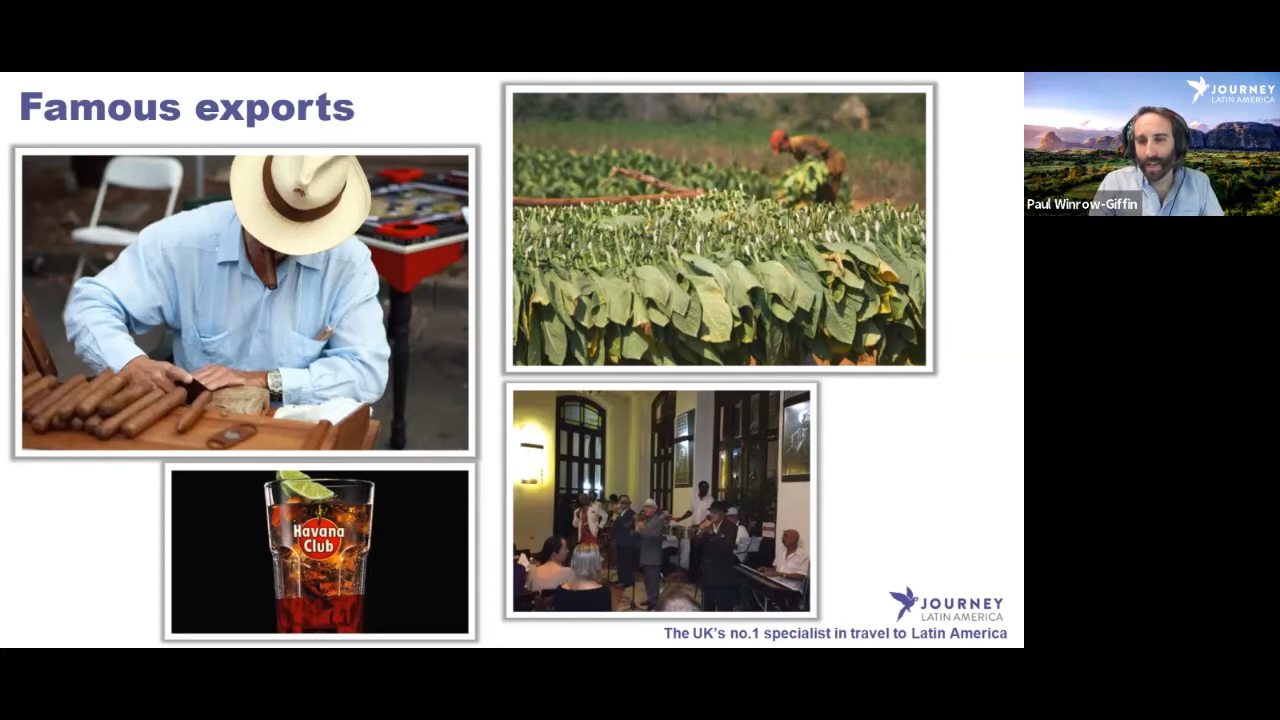 Famous exports
Havana
Club
JOURNEY
LATIN AMERICA
The UK's no.1 specialist in travel to Latin America
JOURNEY
LATIN AMERICA
Paul Winrow-Giffin